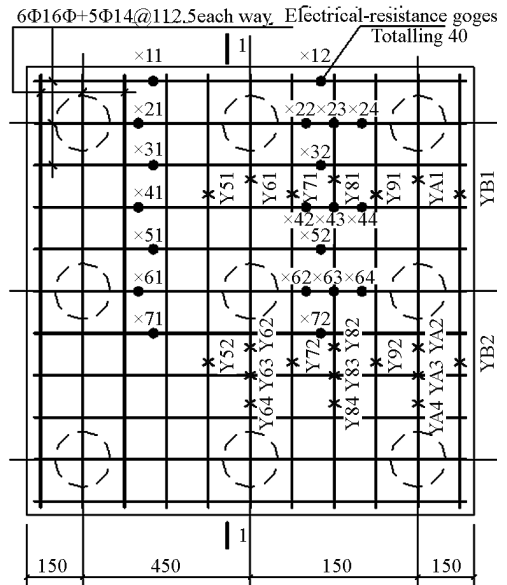 6Φ16Φ+5Φ14@112.5each way
Electrical-resistance goges
Totalling 40
1
×11 ×12
×21 ×22×23×24
×31 ×32
Y51 Y61 Y71 Y81 Y91 YA1 YB1
×41 ×42×43×44
×51 ×52
×61 ×62×63×64
×71 ×72
Y52 Y62 Y72 Y82 Y92 YA2 YB2
Y63 Y83 YA3
Y64 Y84 YA4
1
150 450 150 150